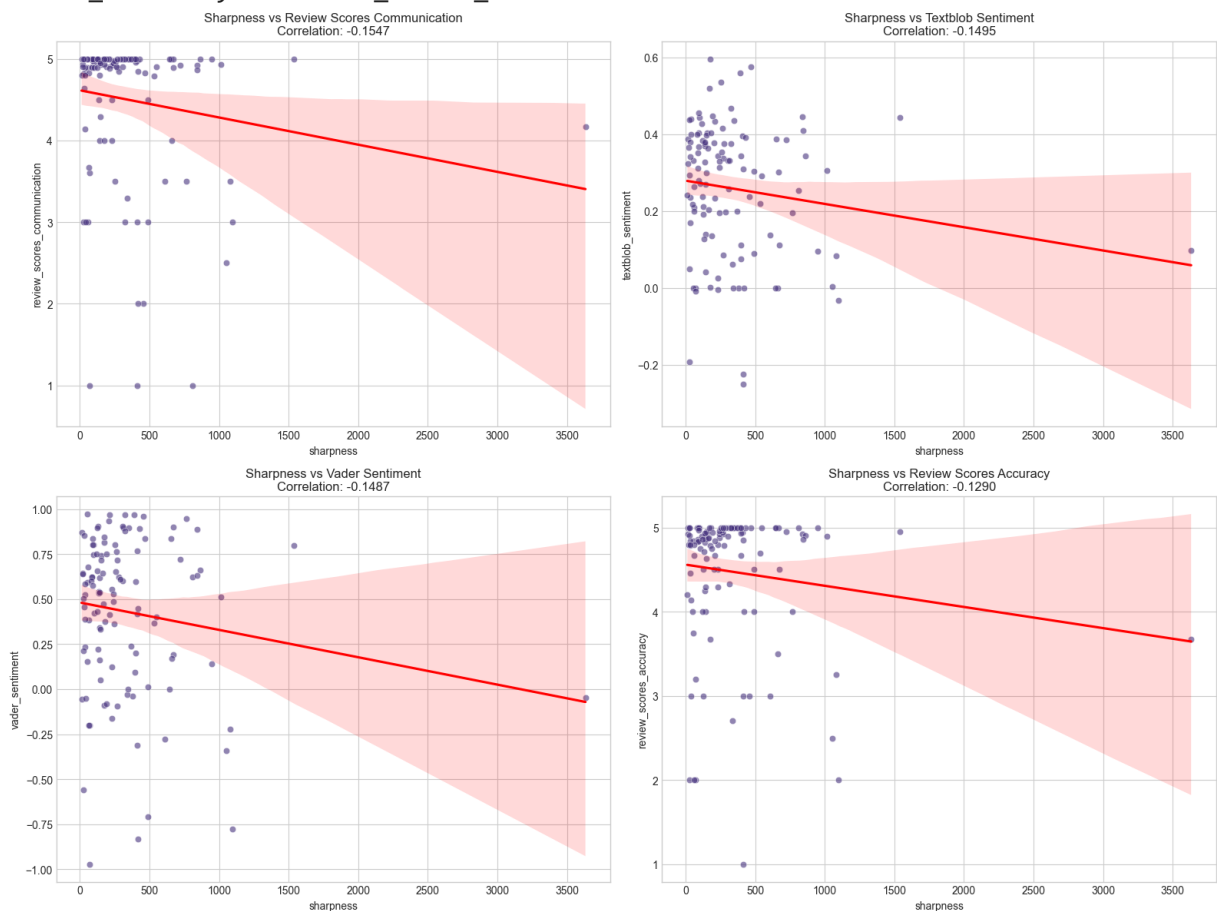 Sharpness vs Review Scores Communication
Correlation: -0.1547
5
4
3
2
1
review_scores_communication
0 500 1000 1500 2000 2500 3000 3500
sharpness
Sharpness vs Textblob Sentiment
Correlation: -0.1495
0.6
0.4
0.2
0.0
−0.2
textblob_sentiment
0 500 1000 1500 2000 2500 3000 3500
sharpness
Sharpness vs Vader Sentiment
Correlation: -0.1487
1.00
0.75
0.50
0.25
0.00
−0.25
−0.50
−0.75
−1.00
vader_sentiment
0 500 1000 1500 2000 2500 3000 3500
sharpness
Sharpness vs Review Scores Accuracy
Correlation: -0.1290
5
4
3
2
1
review_scores_accuracy
0 500 1000 1500 2000 2500 3000 3500
sharpness